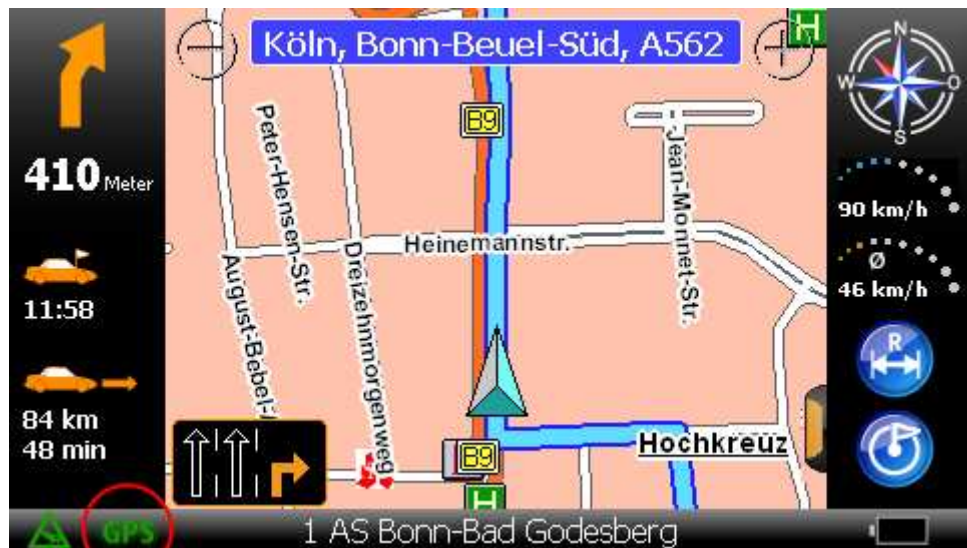 Köln, Bonn-Beuel-Süd, A562
H
N
W
O
S
410 Meter
B9
Peter-Hensen-Str.
Jean-Monnet-Str.
90 km/h
Heinemannstr.
Ø
46 km/h
August-Bebel-
Dreizehnmorgenweg
11:58
R
84 km
48 min
Hochkreuz
B9
H
GPS
1 AS Bonn-Bad Godesberg